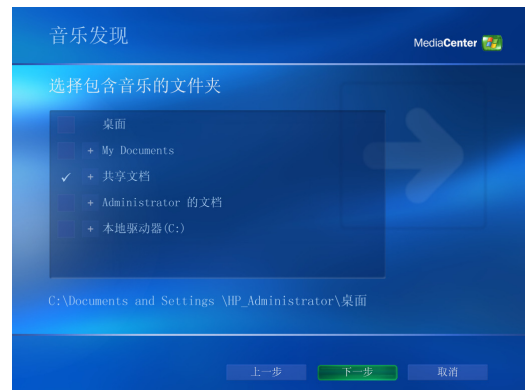 音乐发现
MediaCenter
选择包含音乐的文件夹
桌面
+ My Documents
✓ + 共享文档
+ Administrator 的文档
+ 本地驱动器(C:)
C:\Documents and Settings \HP_Administrator\桌面
上一步 下一步 取消